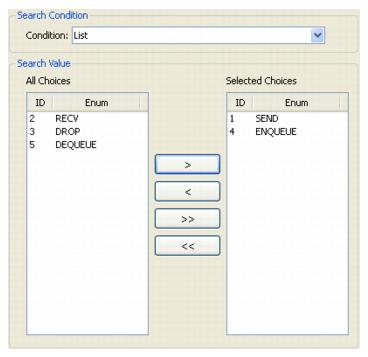 Search Condition
Condition: List
Search Value
All Choices
Selected Choices
ID Enum
2 RECV
3 DROP
5 DEQUEUE
>
<
>>
<<
ID Enum
1 SEND
4 ENQUEUE